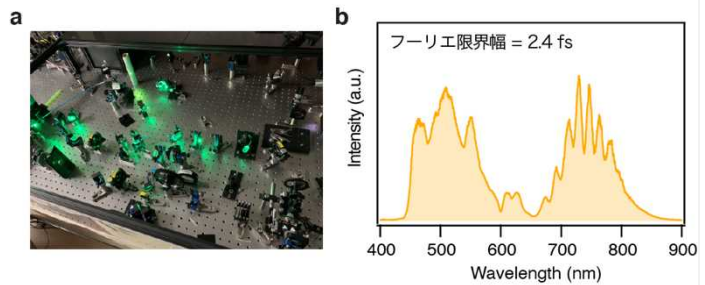 a
b
フーリエ限界幅 = 2.4 fs
Intensity (a.u.)
400 500 600 700 800 900
Wavelength (nm)